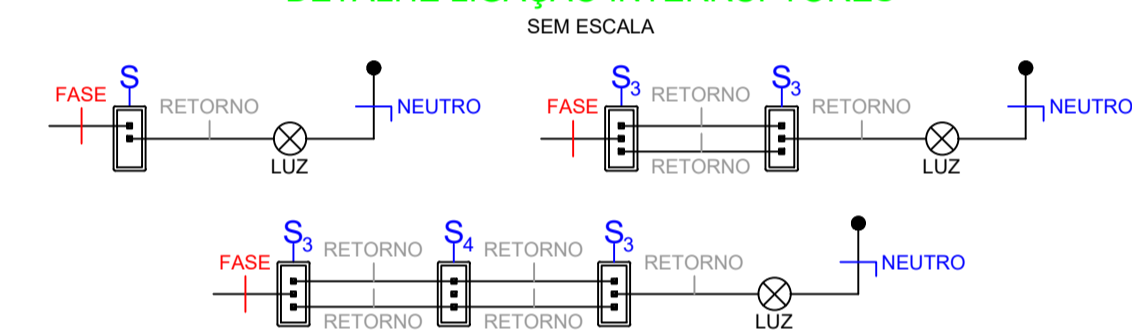 SEM ESCALA
S
FASE
RETORNO
NEUTRO
LUZ
S3
RETORNO
S3
FASE
RETORNO
NEUTRO
RETORNO
LUZ
S3
RETORNO
S4
RETORNO
S3
FASE
RETORNO
NEUTRO
RETORNO
RETORNO
LUZ